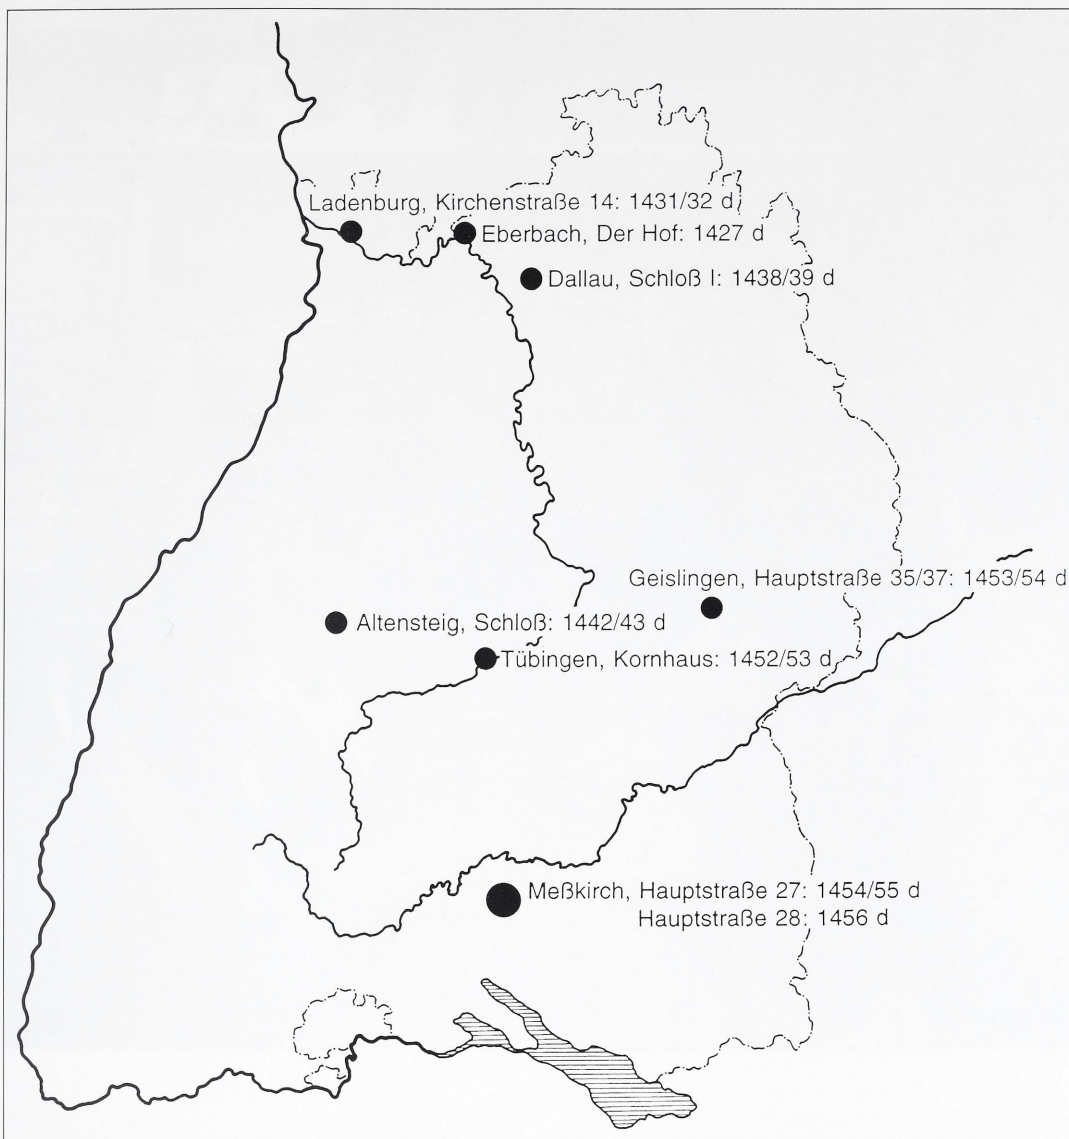 Ladenburg, Kirchenstraße 14: 1431/32 d
Eberbach, Der Hof: 1427 d
Dallau, Schloß I: 1438/39 d
Geislingen, Hauptstraße 35/37: 1453/54 d
Altensteig, Schloß: 1442/43 d
Tübingen, Kornhaus: 1452/53 d
Meßkirch, Hauptstraße 27: 1454/55 d
Hauptstraße 28: 1456 d